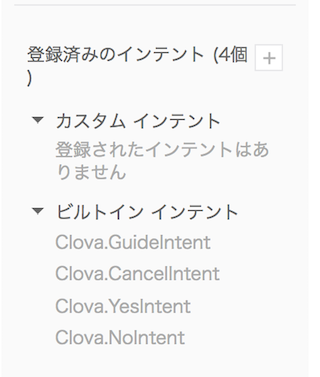 登録済みのインテント (4個
)
カスタム インテント
登録されたインテントはあ
りません
ビルトイン インテント
Clova.GuideIntent
Clova.CancelIntent
Clova.YesIntent
Clova.NoIntent